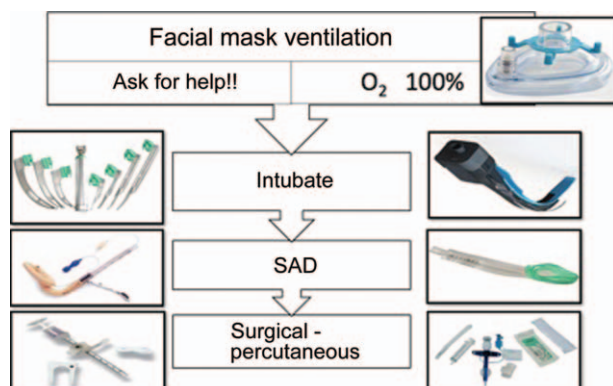 Facial mask ventilation
Ask for help!!
O₂ 100%
Intubate
SAD
Surgical -
percutaneous